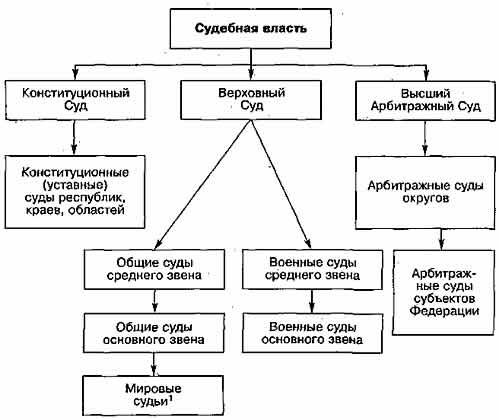 Судебная власть
Конституционный
Суд
Верховный
Суд
Высший
Арбитражный Суд
Конституционные
(уставные)
суды республик,
краев, областей
Арбитражные суды
округов
Общие суды
среднего звена
Военные суды
среднего звена
Арбитраж-
ные суды
субъектов
Федерации
Общие суды
основного звена
Военные суды
основного звена
Мировые
судьи¹